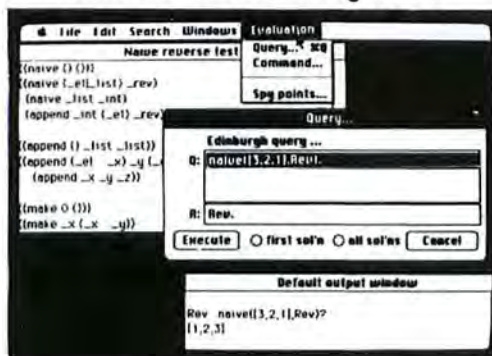 File Edit Search Windows Evaluation
Query... ⌘Q
Command...
Spy points...
Naive reverse test
((naive () ()))
((naive (_el|_list) _rev)
(naive _list _int)
(append _int (_el) _rev)
((append () _list _list))
((append (_el _x) _y (_
(append _x _y _z))
((make 0 ()))
((make _x (_x _y))
Query...
Edinburgh query ...
Q: naive([3,2,1],Rev).
A: Rev.
Execute first sol'n all sol'ns Cancel
Default output window
Rev naive([3,2,1],Rev)?
[1,2,3]